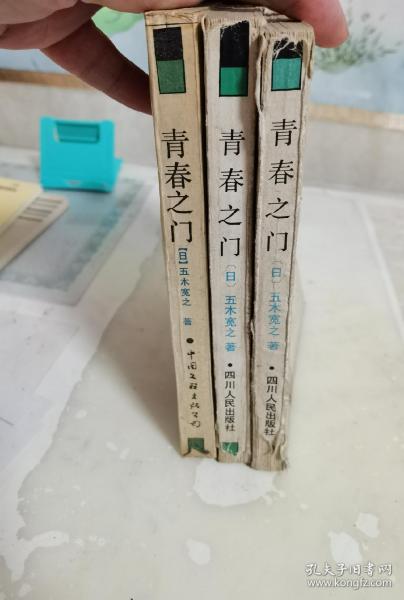 青春之门
【日】五木宽之 著
●中国文联出版公司
青春之门
〔日〕五木宽之 著
●四川人民出版社
青春之门
〔日〕五木宽之 著
●四川人民出版社
孔夫子旧书网
www.kongfz.com